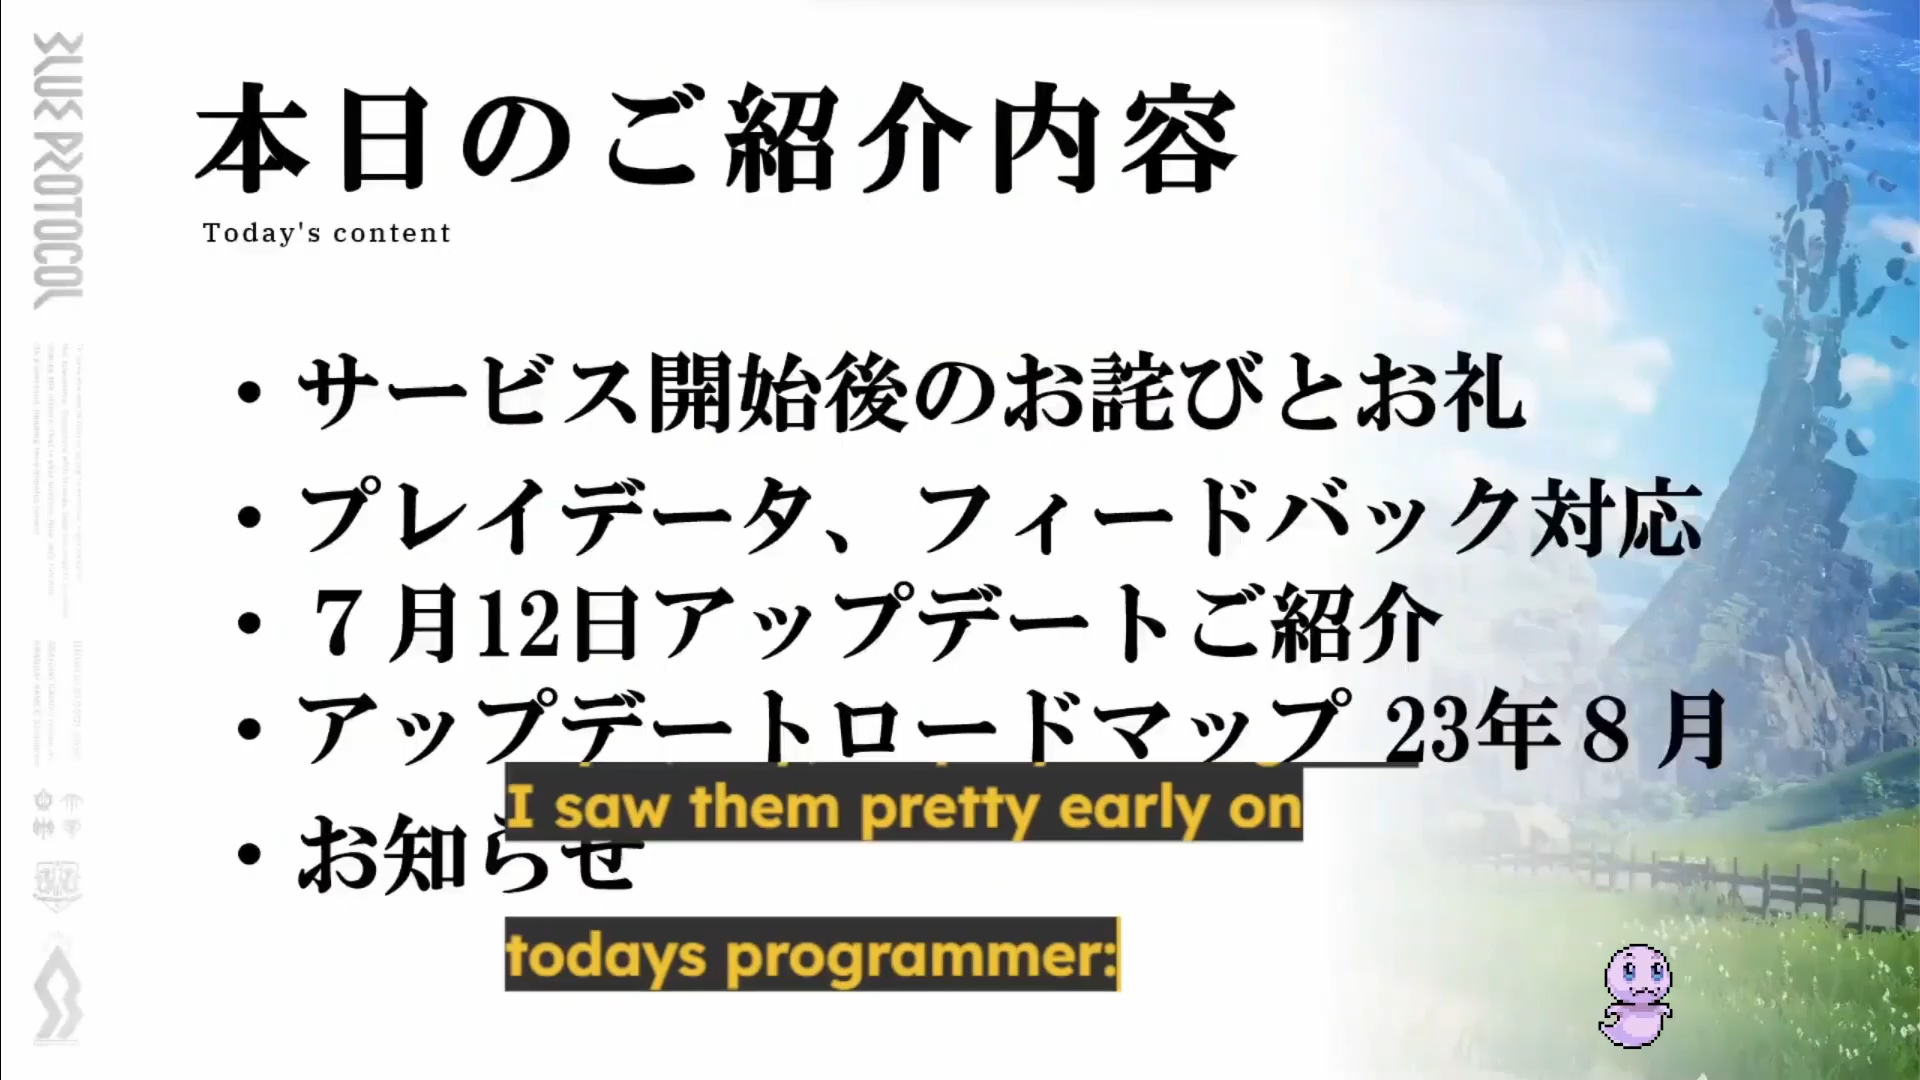 BLUE PROTOCOL
本日のご紹介内容
Today's content
・サービス開始後のお詫びとお礼
・プレイデータ、フィードバック対応
・７月12日アップデートご紹介
・アップデートロードマップ 23年８月
I saw them pretty early on
・お知らせ
todays programmer: